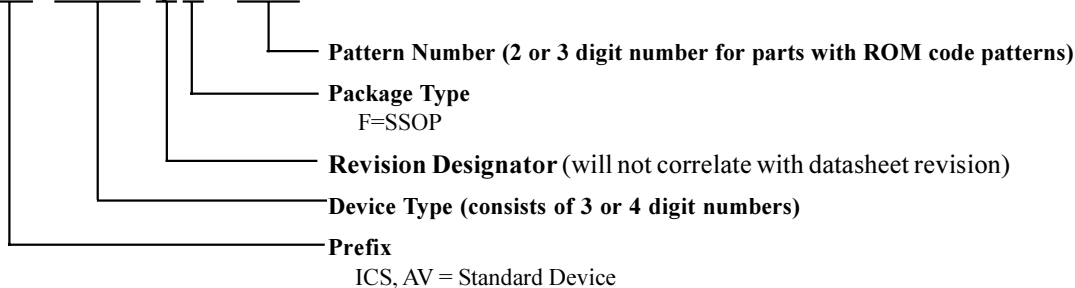 Pattern Number (2 or 3 digit number for parts with ROM code patterns)
Package Type
F=SSOP
Revision Designator (will not correlate with datasheet revision)
Device Type (consists of 3 or 4 digit numbers)
Prefix
ICS, AV = Standard Device